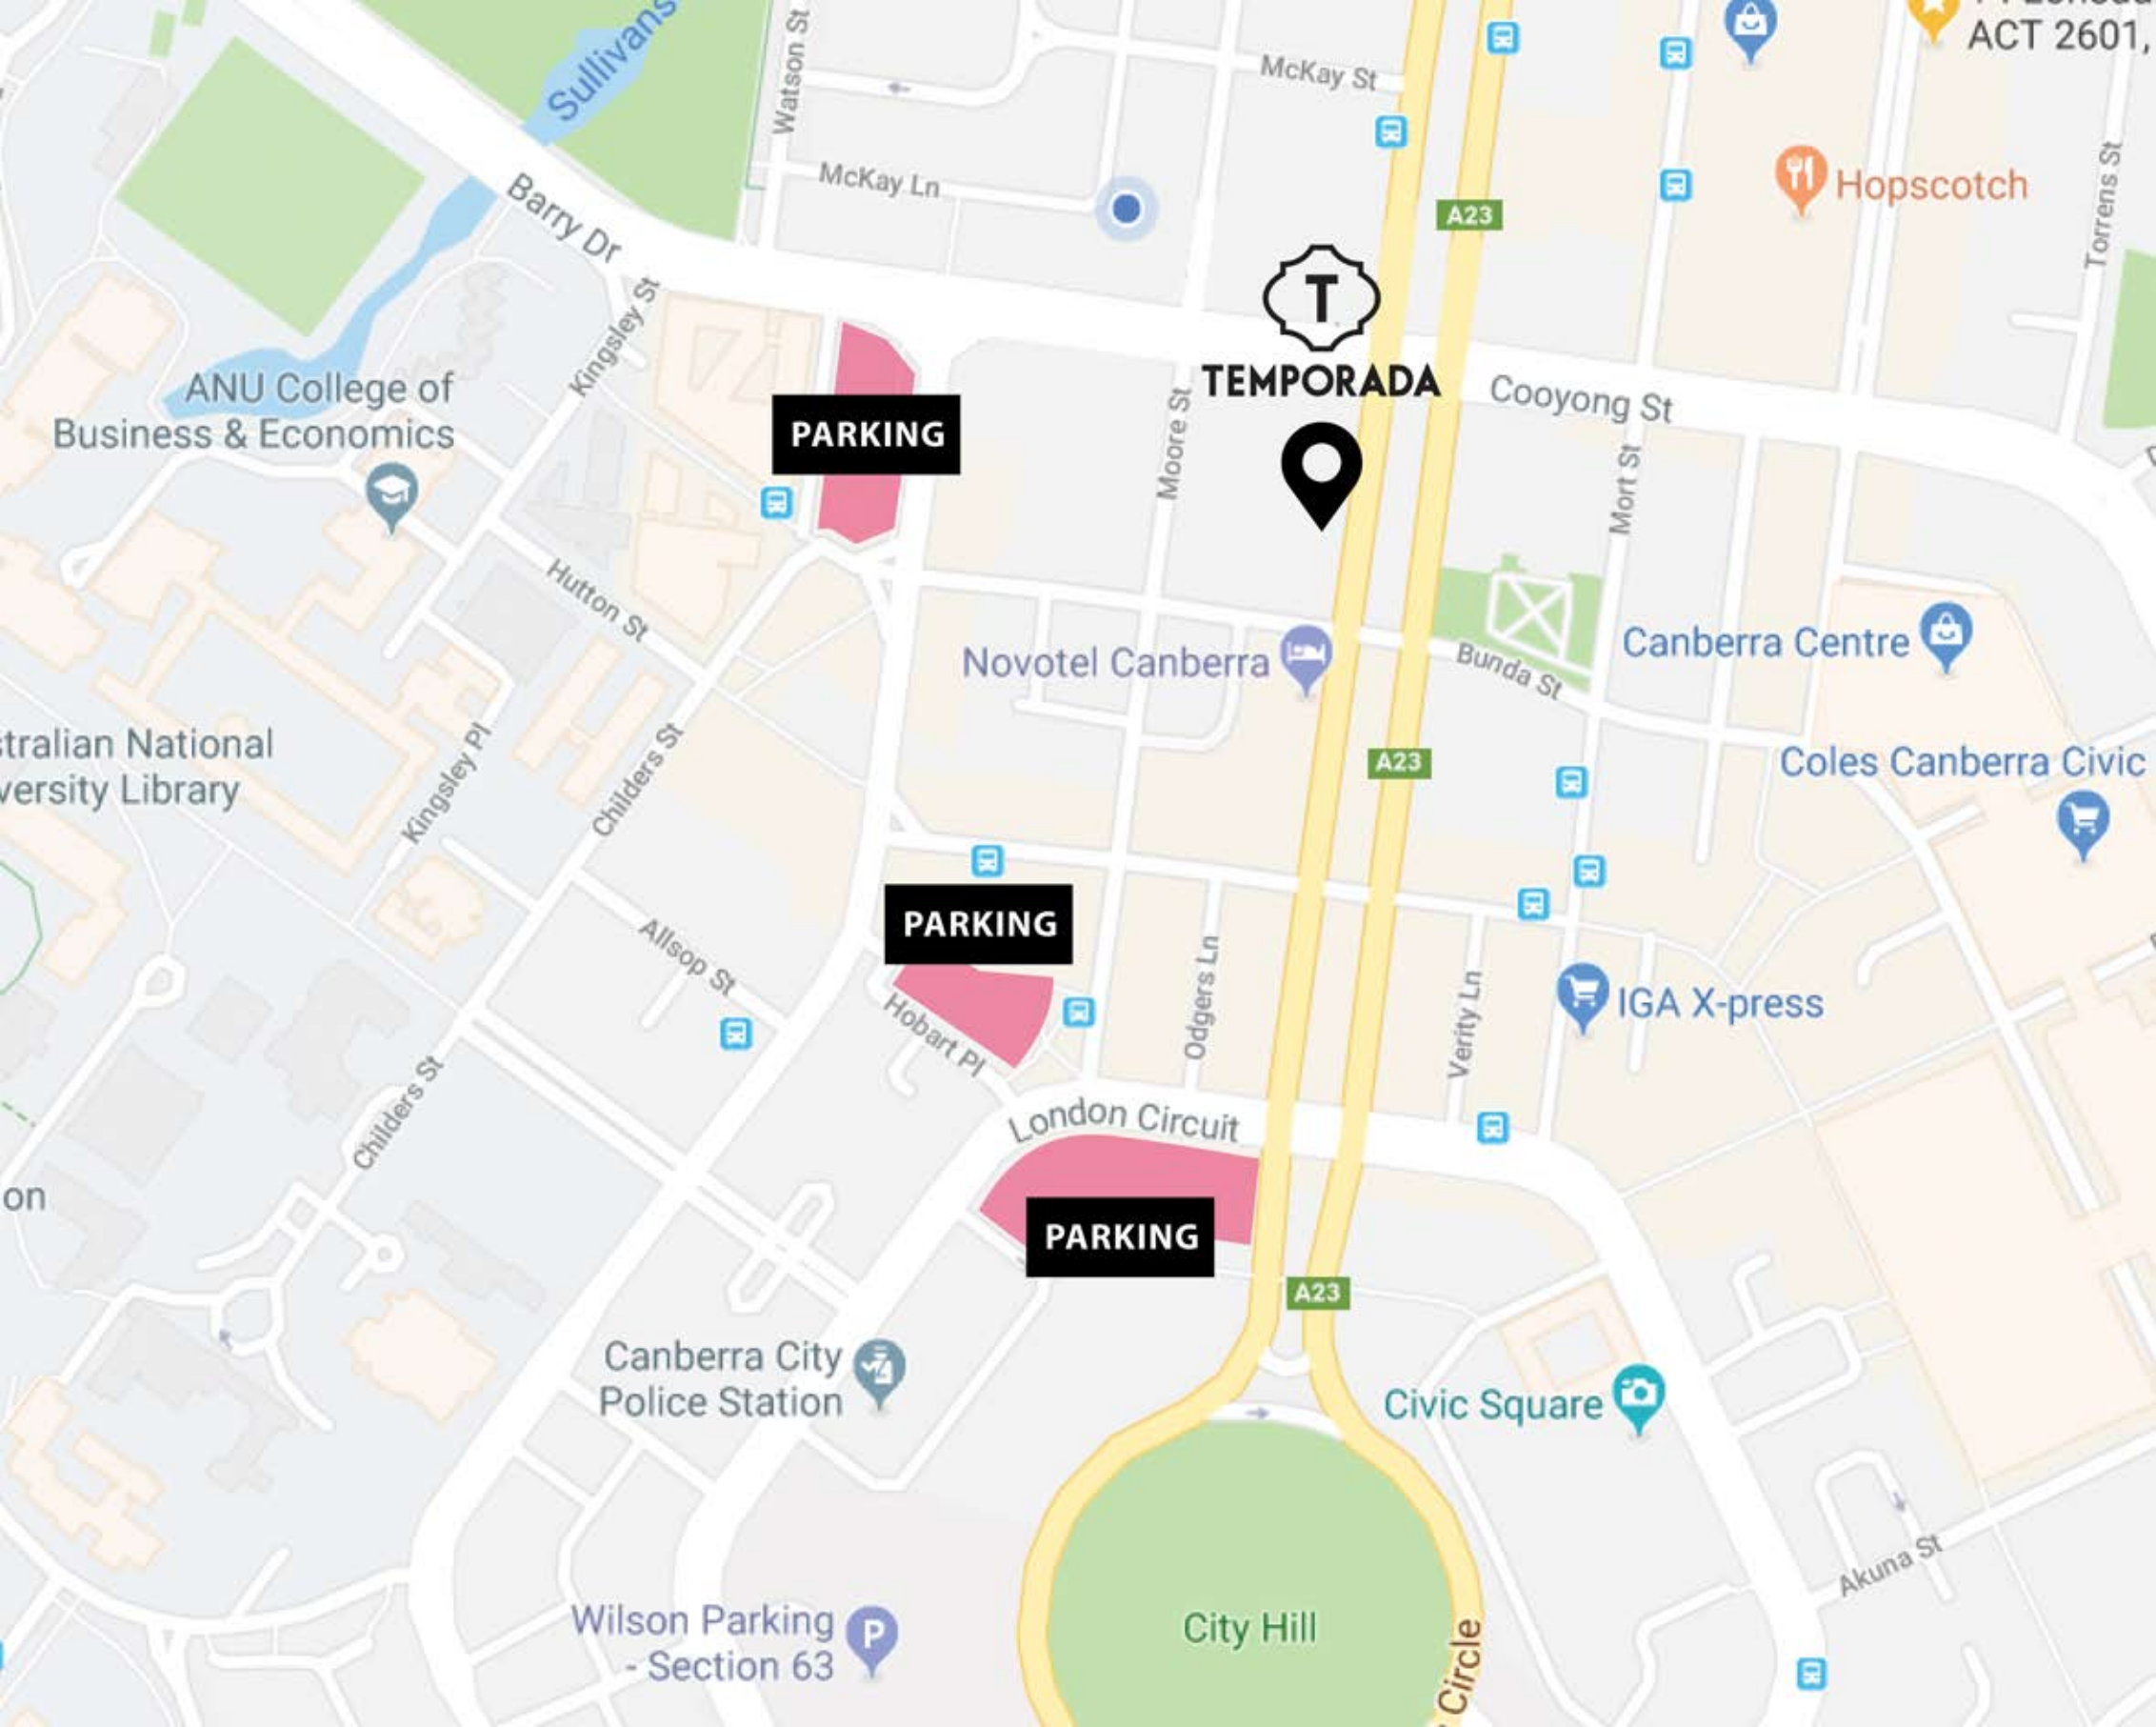 Sullivans
Watson St
McKay St
ACT 2601,
McKay Ln
Hopscotch
Torrens St
Barry Dr
A23
T
TEMPORADA
Kingsley St
Cooyong St
ANU College of
Business & Economics
PARKING
Moore St
Mort St
Hutton St
Novotel Canberra
Bunda St
Canberra Centre
stralian National
versity Library
Kingsley Pl
Childers St
A23
Coles Canberra Civic
PARKING
Allsop St
Hobart Pl
Odgers Ln
Verity Ln
IGA X-press
Childers St
London Circuit
PARKING
on
A23
Canberra City
Police Station
Civic Square
Akuna St
Wilson Parking
- Section 63
P
City Hill
Circle